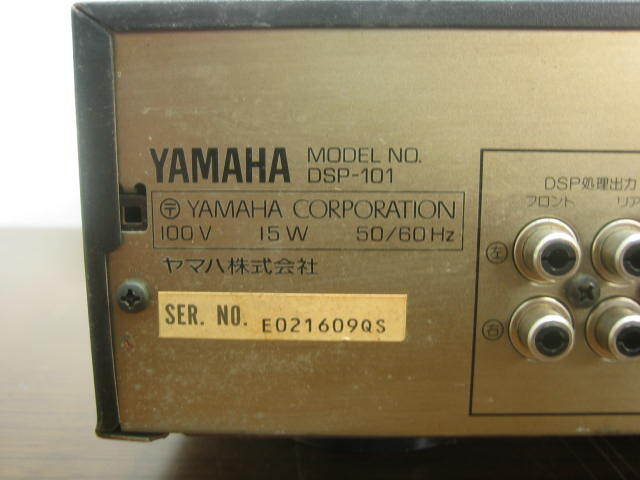 YAMAHA MODEL NO.
DSP-101
〒 YAMAHA CORPORATION
100 V 15 W 50/60 Hz
ヤマハ株式会社
SER. NO. E021609QS
DSP処理出力
フロント リア
左
右